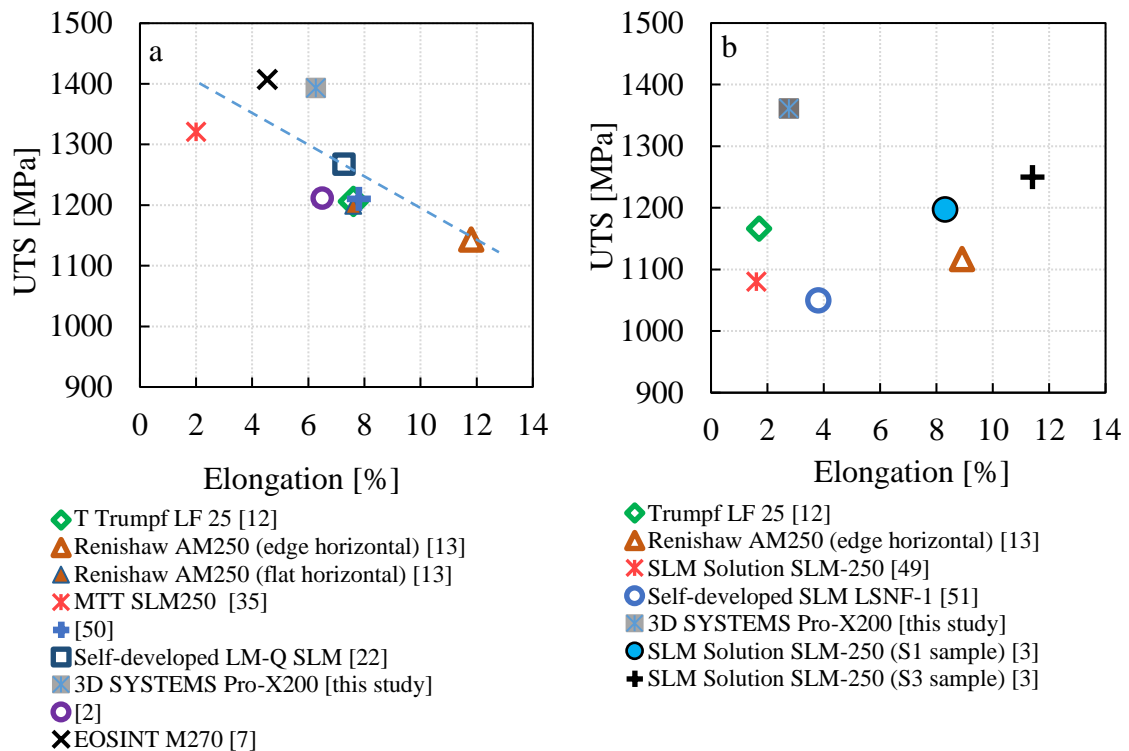 a
1500
1400
1300
1200
1100
1000
900
UTS [MPa]
0 2 4 6 8 10 12 14
Elongation [%]
T Trumpf LF 25 [12]
Renishaw AM250 (edge horizontal) [13]
Renishaw AM250 (flat horizontal) [13]
MTT SLM250 [35]
[50]
Self-developed LM-Q SLM [22]
3D SYSTEMS Pro-X200 [this study]
[2]
EOSINT M270 [7]
b
1500
1400
1300
1200
1100
1000
900
UTS [MPa]
0 2 4 6 8 10 12 14
Elongation [%]
Trumpf LF 25 [12]
Renishaw AM250 (edge horizontal) [13]
SLM Solution SLM-250 [49]
Self-developed SLM LSNF-1 [51]
3D SYSTEMS Pro-X200 [this study]
SLM Solution SLM-250 (S1 sample) [3]
SLM Solution SLM-250 (S3 sample) [3]